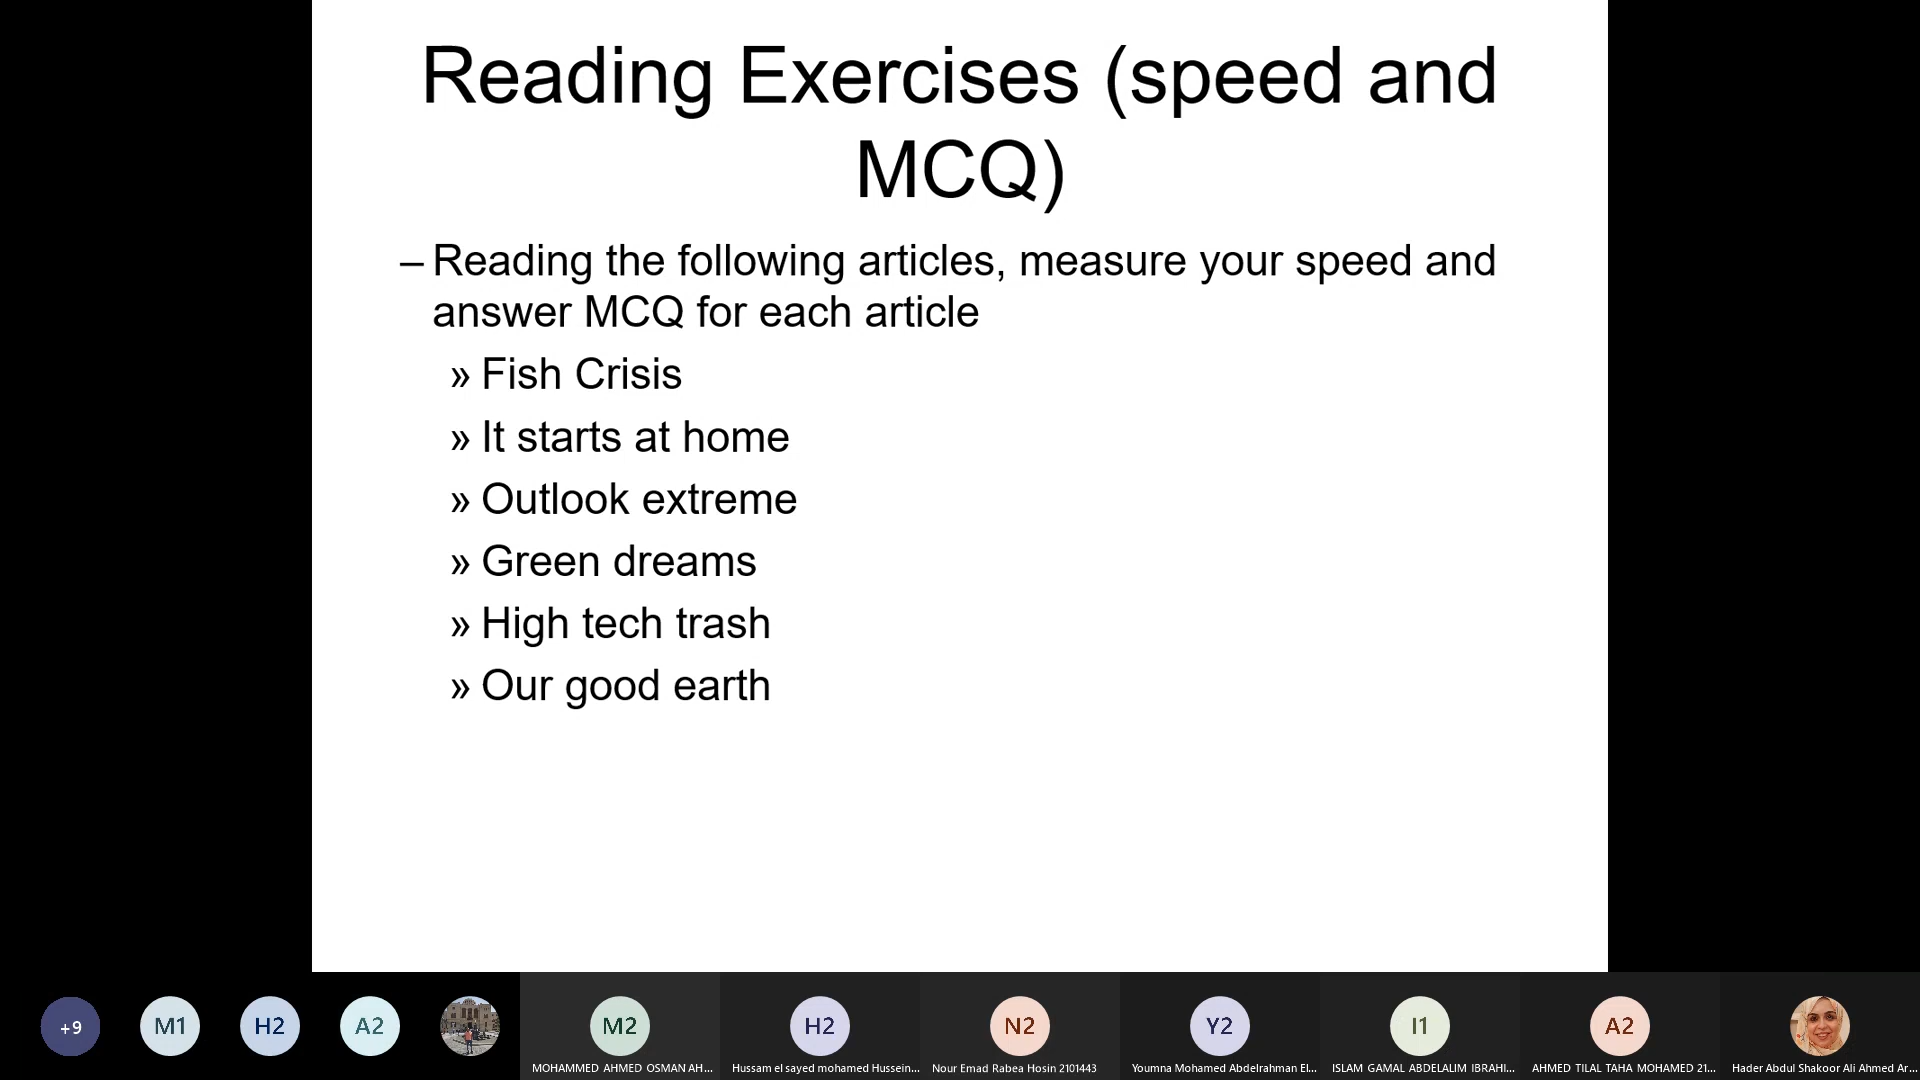 Reading Exercises (speed and
MCQ)
– Reading the following articles, measure your speed and
answer MCQ for each article
» Fish Crisis
» It starts at home
» Outlook extreme
» Green dreams
» High tech trash
» Our good earth
+9
M1
H2
A2
M2
H2
N2
Y2
I1
A2
MOHAMMED AHMED OSMAN AH...
Hussam el sayed mohamed Hussein...
Nour Emad Rabea Hosin 2101443
Youmna Mohamed Abdelrahman El...
ISLAM GAMAL ABDELALIM IBRAHI...
AHMED TILAL TAHA MOHAMED 21...
Hader Abdul Shakoor Ali Ahmed Ar...